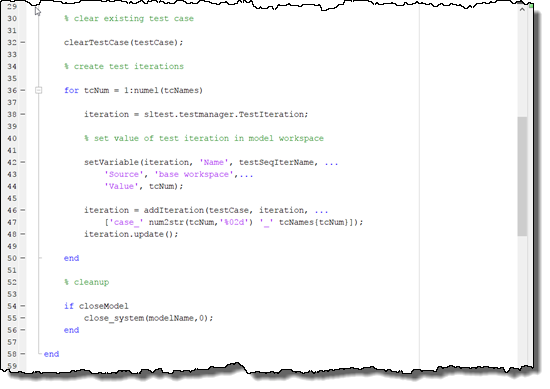 29
30 % clear existing test case
31
32 – clearTestCase(testCase);
33
34 % create test iterations
35
36 – for tcNum = 1:numel(tcNames)
37
38 – iteration = sltest.testmanager.TestIteration;
39
40 % set value of test iteration in model workspace
41
42 – setVariable(iteration, 'Name', testSeqIterName, ...
43 'Source', 'base workspace',...
44 'Value', tcNum);
45
46 – iteration = addIteration(testCase, iteration, ...
47 ['case_' num2str(tcNum,'%02d') '_' tcNames{tcNum}]);
48 – iteration.update();
49
50 – end
51
52 % cleanup
53
54 – if closeModel
55 – close_system(modelName,0);
56 – end
57
58 – end
59